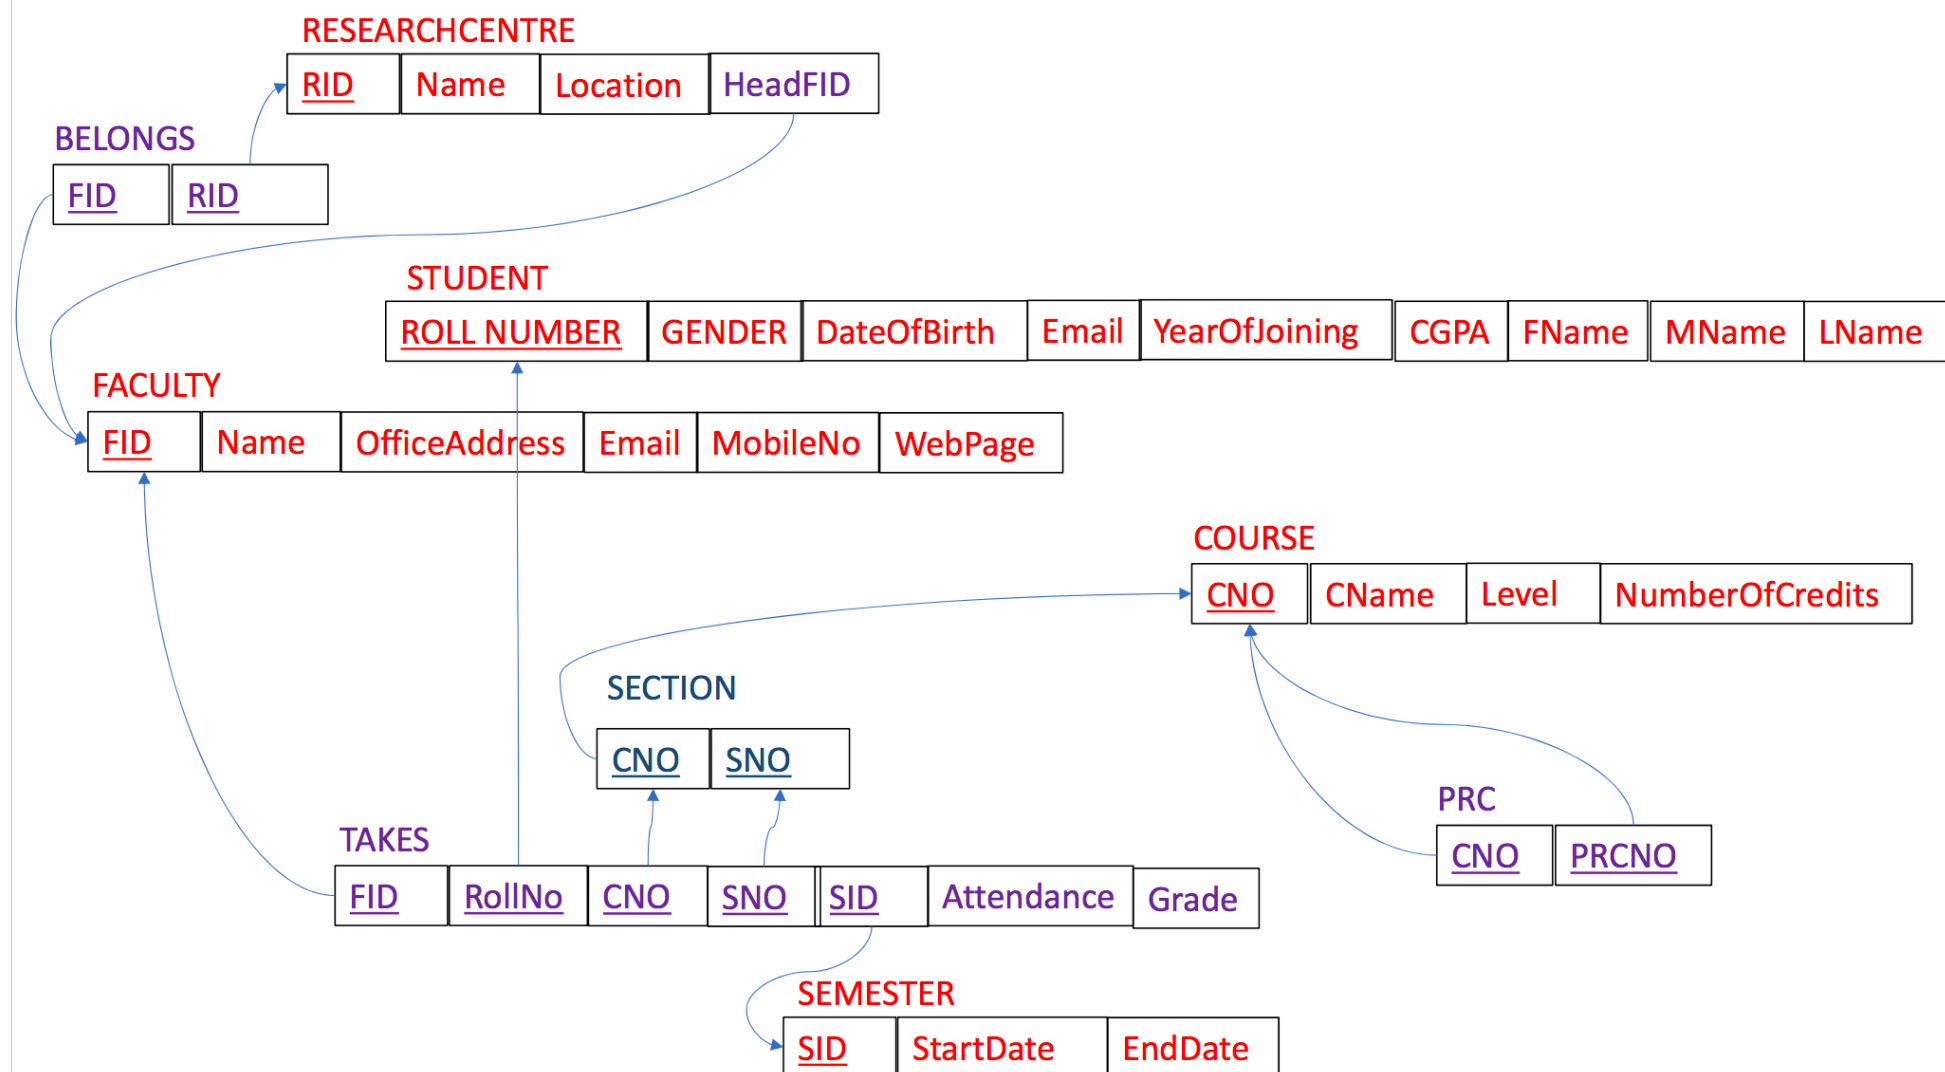 RESEARCHCENTRE
RID Name Location HeadFID
BELONGS
FID RID
STUDENT
ROLL NUMBER GENDER DateOfBirth Email YearOfJoining CGPA FName MName LName
FACULTY
FID Name OfficeAddress Email MobileNo WebPage
COURSE
CNO CName Level NumberOfCredits
SECTION
CNO SNO
PRC
CNO PRCNO
TAKES
FID RollNo CNO SNO SID Attendance Grade
SEMESTER
SID StartDate EndDate